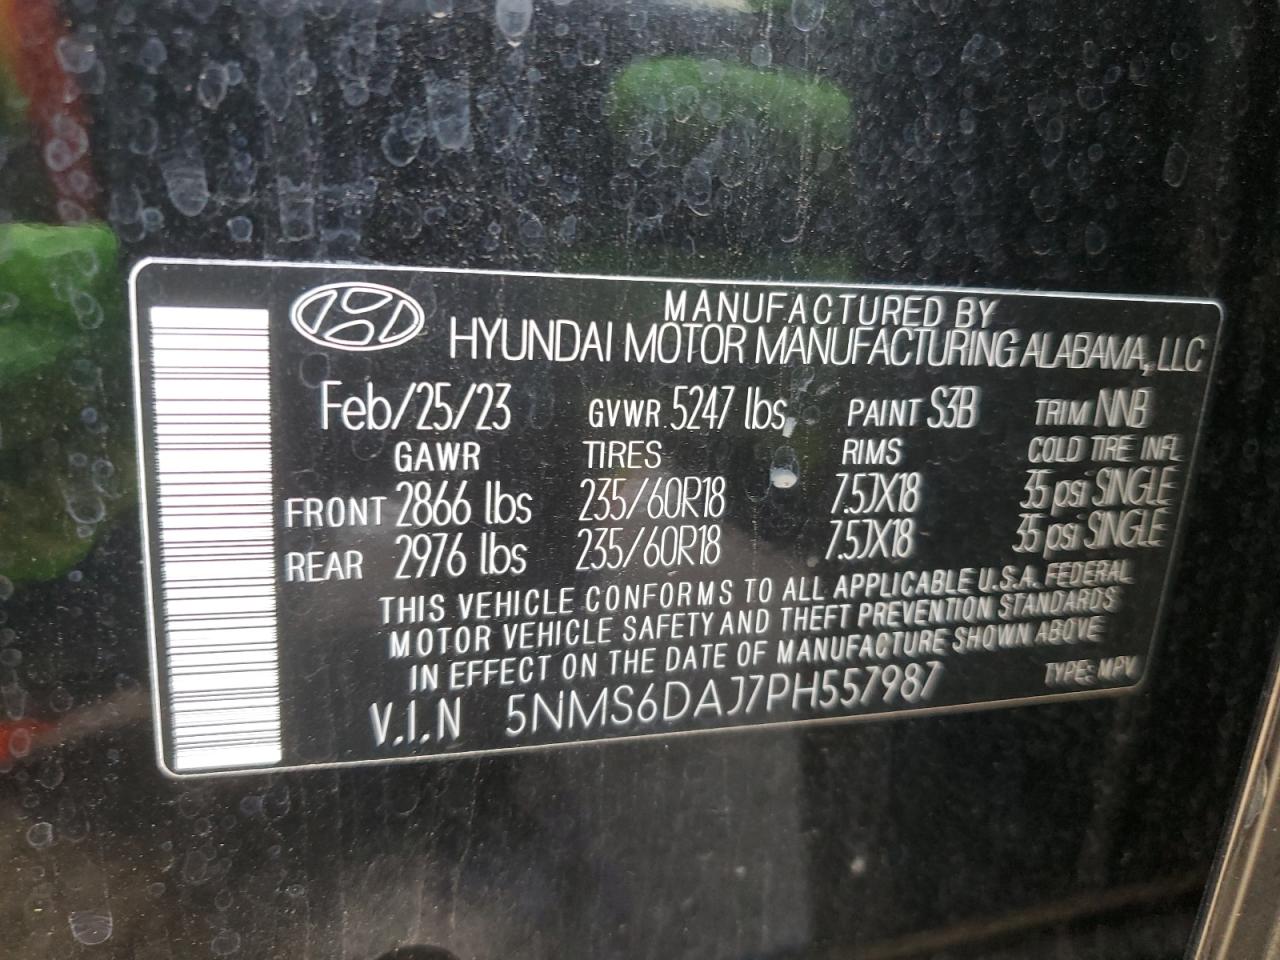 MANUFACTURED BY
HYUNDAI MOTOR MANUFACTURING ALABAMA, LLC
Feb/25/23 GVWR 5247 lbs PAINT S3B TRIM NNB
GAWR TIRES RIMS COLD TIRE INFL
FRONT 2866 lbs 235/60R18 7.5JX18 35 psi SINGLE
REAR 2976 lbs 235/60R18 7.5JX18 35 psi SINGLE
THIS VEHICLE CONFORMS TO ALL APPLICABLE U.S.A. FEDERAL
MOTOR VEHICLE SAFETY AND THEFT PREVENTION STANDARDS
IN EFFECT ON THE DATE OF MANUFACTURE SHOWN ABOVE
V.I.N 5NMS6DAJ7PH557987 TYPE: MPV